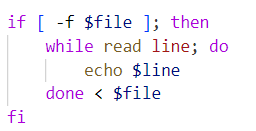 if [ -f $file ]; then
    while read line; do
        echo $line
    done < $file
fi